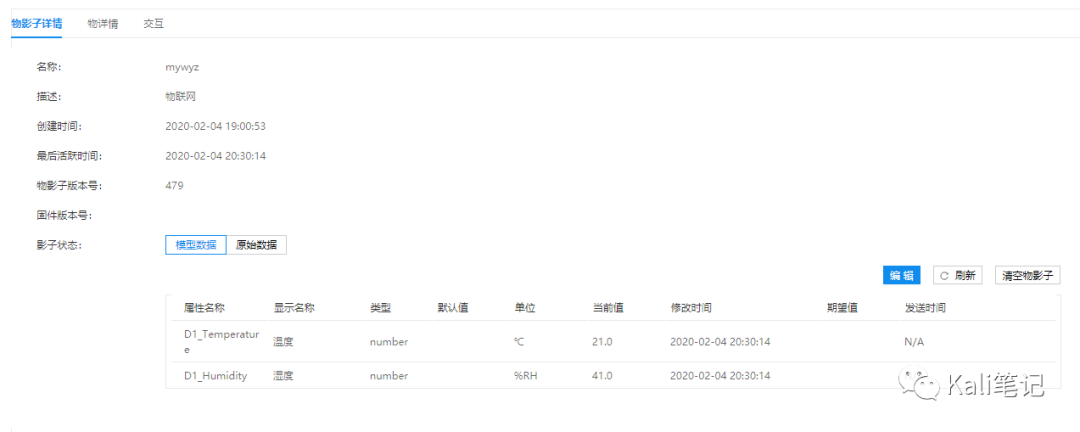 物影子详情 物详情 交互
名称: mywyz
描述: 物联网
创建时间: 2020-02-04 19:00:53
最后活跃时间: 2020-02-04 20:30:14
物影子版本号: 479
固件版本号:
影子状态: 模型数据 原始数据
编 辑 刷新 清空物影子
属性名称 显示名称 类型 默认值 单位 当前值 修改时间 期望值 发送时间
D1_Temperatur
e 温度 number ℃ 21.0 2020-02-04 20:30:14 N/A
D1_Humidity 湿度 number %RH 41.0 2020-02-04 20:30:14
Kali笔记